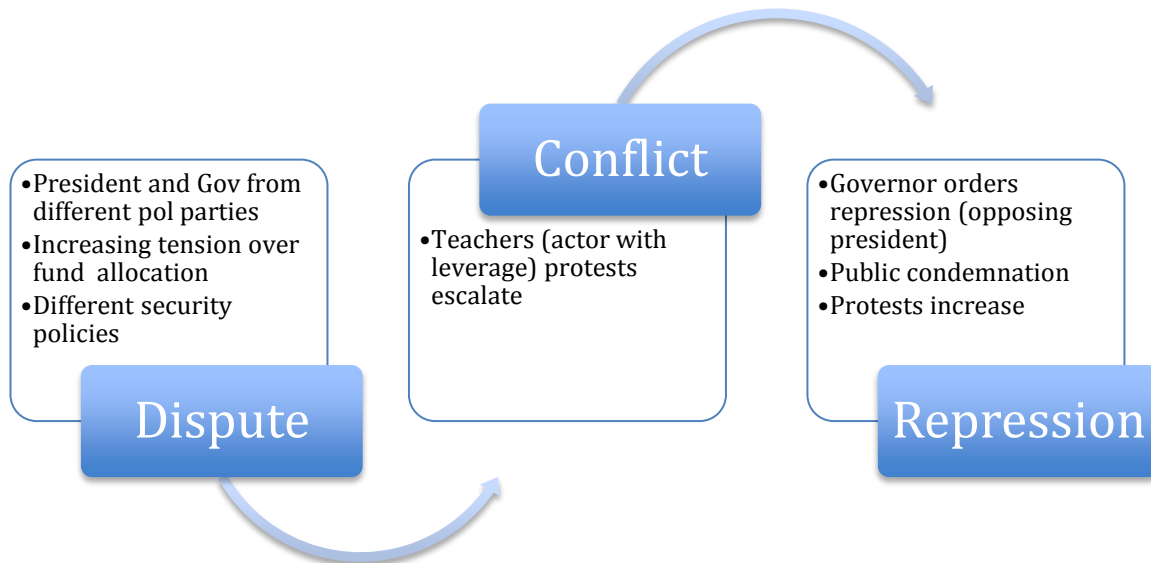 •President and Gov from
different pol parties
•Increasing tension over
fund  allocation
•Different security
policies
Dispute
Conflict
•Teachers (actor with
leverage) protests
escalate
•Governor orders
repression (opposing
president)
•Public condemnation
•Protests increase
Repression